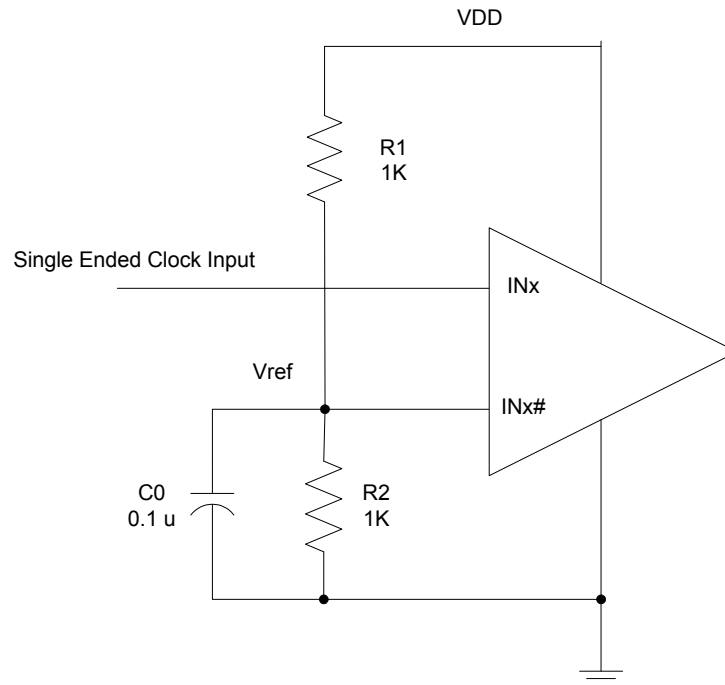 VDD
R1
1K
Single Ended Clock Input
INx
Vref
INx#
C0
0.1 u
R2
1K